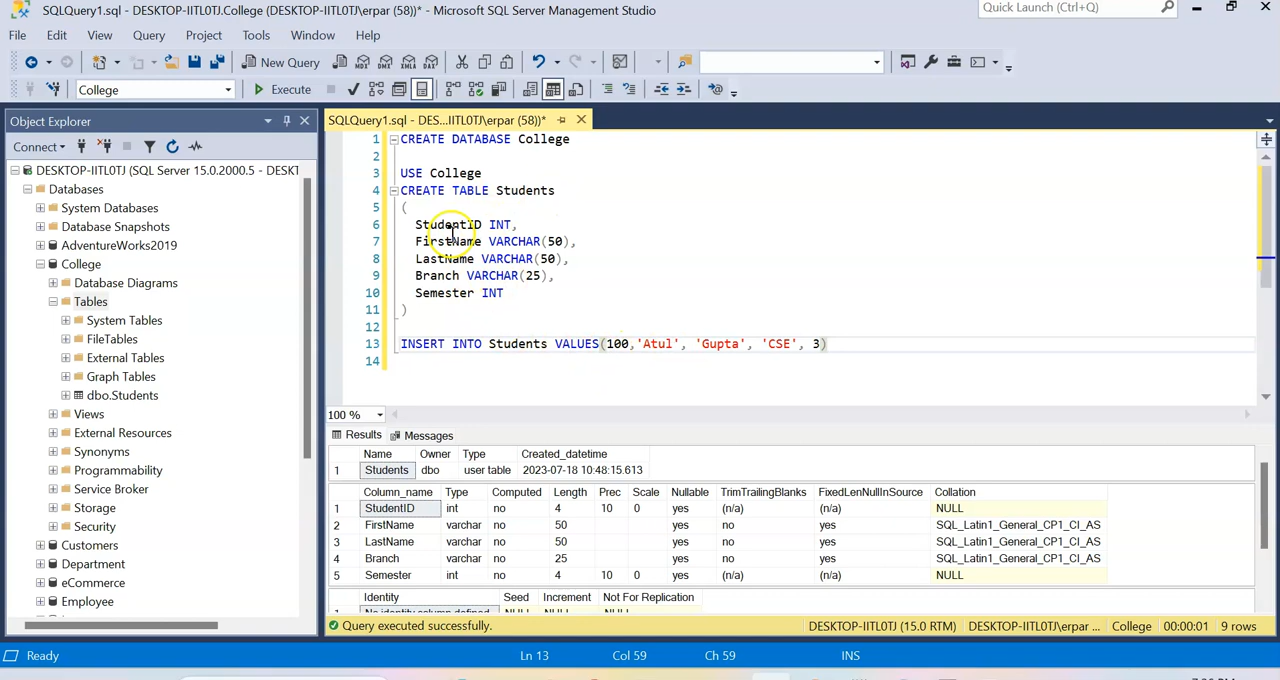 SQLQuery1.sql - DESKTOP-IITL0TJ.College (DESKTOP-IITL0TJ\erpar (58))* - Microsoft SQL Server Management Studio
Quick Launch (Ctrl+Q)
File Edit View Query Project Tools Window Help
New Query
MDX DMX XMLA DAX
College
Execute
Object Explorer
SQLQuery1.sql - DES...IITL0TJ\erpar (58))*
Connect
DESKTOP-IITL0TJ (SQL Server 15.0.2000.5 - DESKT
Databases
System Databases
Database Snapshots
AdventureWorks2019
College
Database Diagrams
Tables
System Tables
FileTables
External Tables
Graph Tables
dbo.Students
Views
External Resources
Synonyms
Programmability
Service Broker
Storage
Security
Customers
Department
eCommerce
Employee
1 CREATE DATABASE College
2
3 USE College
4 CREATE TABLE Students
5 (
6 StudentID INT,
7 FirstName VARCHAR(50),
8 LastName VARCHAR(50),
9 Branch VARCHAR(25),
10 Semester INT
11 )
12
13 INSERT INTO Students VALUES(100,'Atul', 'Gupta', 'CSE', 3)
14
100 %
Results Messages
Name Owner Type Created_datetime
1 Students dbo user table 2023-07-18 10:48:15.613
Column_name Type Computed Length Prec Scale Nullable TrimTrailingBlanks FixedLenNullInSource Collation
1 StudentID int no 4 10 0 yes (n/a) (n/a) NULL
2 FirstName varchar no 50 yes no yes SQL_Latin1_General_CP1_CI_AS
3 LastName varchar no 50 yes no yes SQL_Latin1_General_CP1_CI_AS
4 Branch varchar no 25 yes no yes SQL_Latin1_General_CP1_CI_AS
5 Semester int no 4 10 0 yes (n/a) (n/a) NULL
Identity Seed Increment Not For Replication
Query executed successfully.
DESKTOP-IITL0TJ (15.0 RTM) DESKTOP-IITL0TJ\erpar ... College 00:00:01 9 rows
Ready Ln 13 Col 59 Ch 59 INS